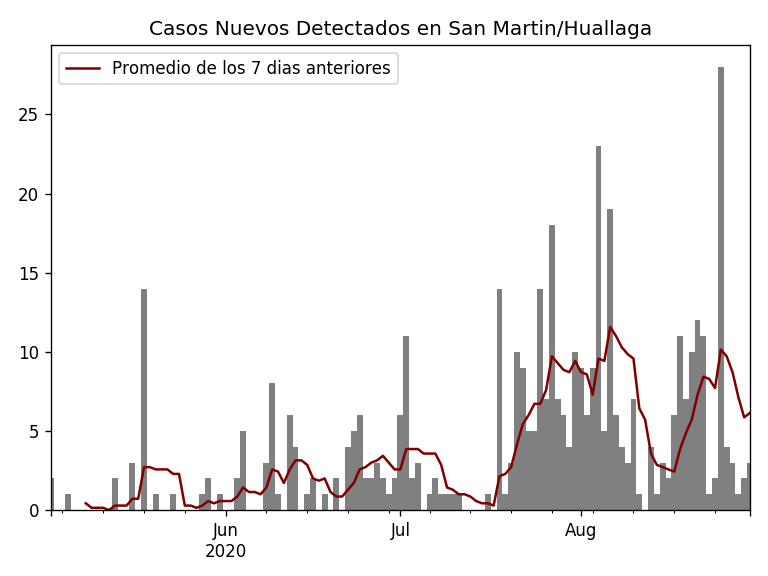 Casos Nuevos Detectados en San Martin/Huallaga
Promedio de los 7 dias anteriores
25
20
15
10
5
0
Jun
2020
Jul
Aug